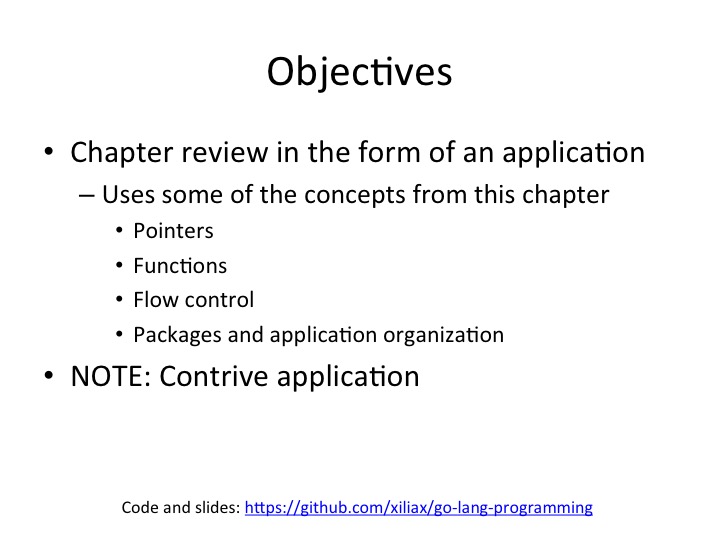 Objectives
• Chapter review in the form of an application
– Uses some of the concepts from this chapter
• Pointers
• Functions
• Flow control
• Packages and application organization
• NOTE: Contrive application
Code and slides: https://github.com/xiliax/go-lang-programming